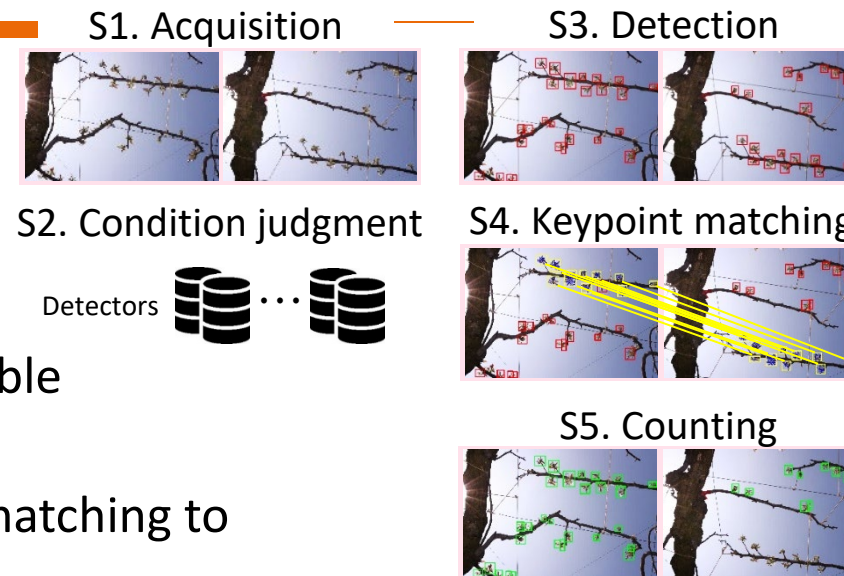 S1. Acquisition
S2. Condition judgment
Detectors
...
S3. Detection
S4. Keypoint matching
S5. Counting
ble
natching to